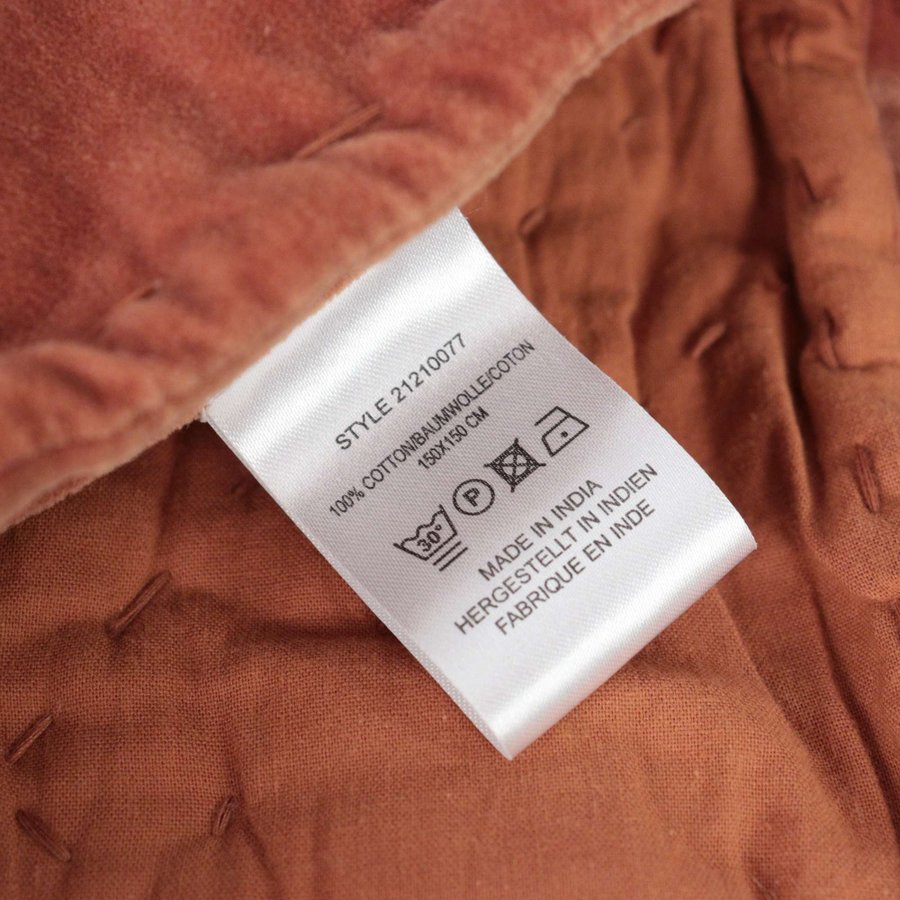 STYLE 21210077
100% COTTON/BAUMWOLLE/COTON
150X150 CM
30° P
MADE IN INDIA
HERGESTELLT IN INDIEN
FABRIQUE EN INDE